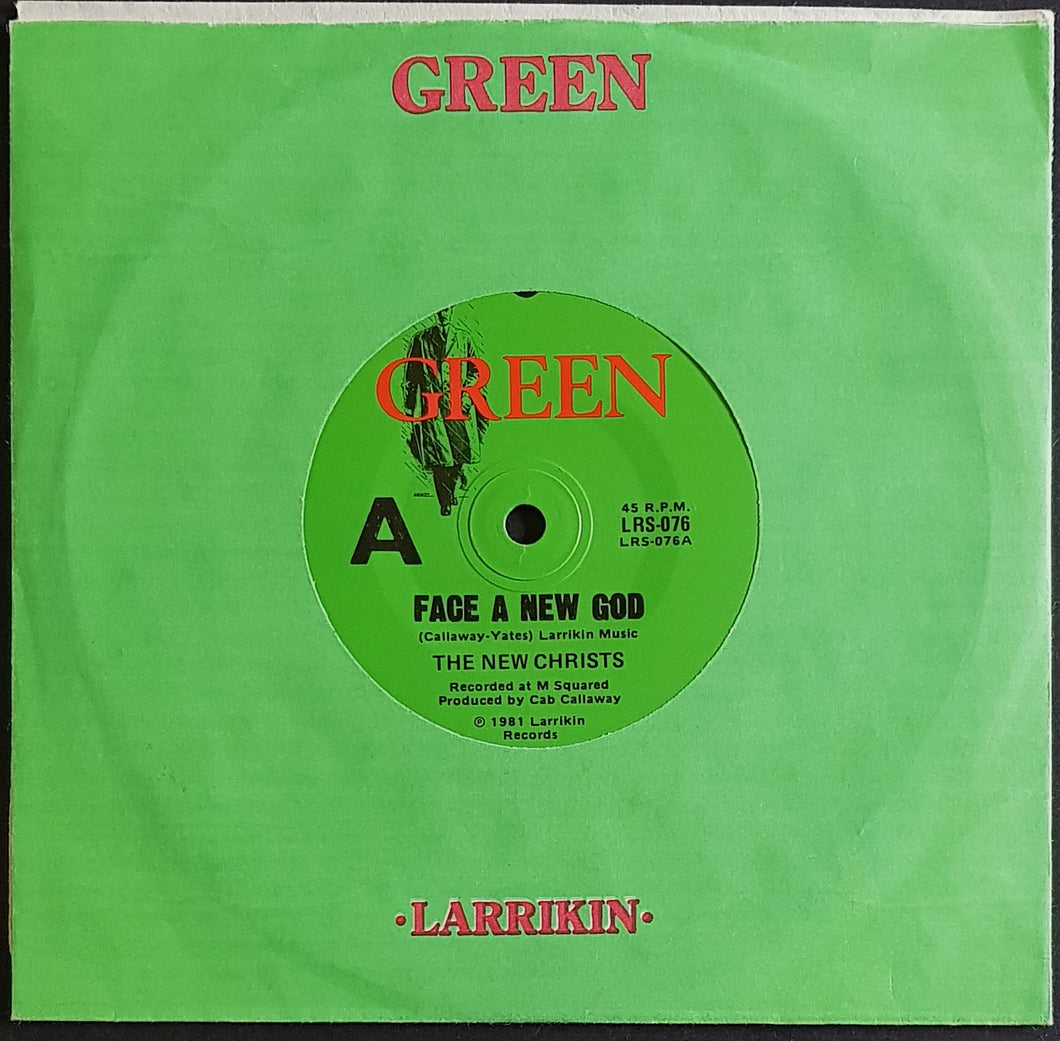 GREEN
GREEN
A
45 R.P.M.
LRS-076
LRS-076A
FACE A NEW GOD
(Callaway-Yates) Larrikin Music
THE NEW CHRISTS
Recorded at M Squared
Produced by Cab Callaway
℗ 1981 Larrikin
Records
·LARRIKIN·